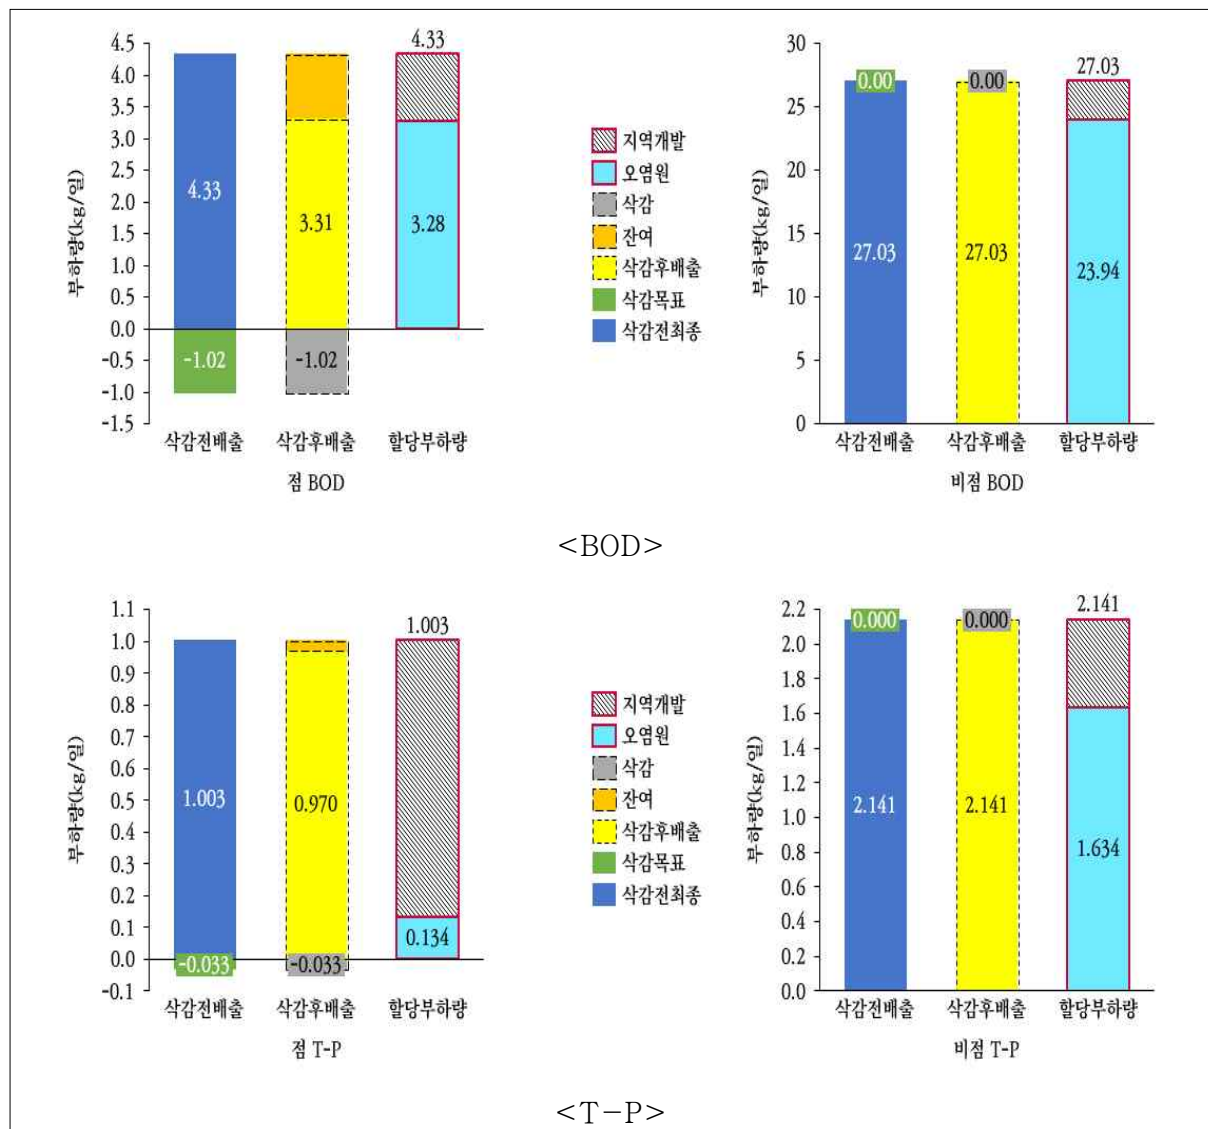 4.5
4.0
3.5
3.0
2.5
2.0
1.5
1.0
0.5
0.0
-0.5
-1.0
-1.5
부하량(kg/일)
4.33
4.33
3.31
3.28
-1.02
-1.02
삭감전배출 삭감후배출 할당부하량
점 BOD
지역개발
오염원
삭감
잔여
삭감후배출
삭감목표
삭감전최종
30
25
20
15
10
5
0
부하량(kg/일)
27.03
0.00 0.00
27.03 27.03 23.94
삭감전배출 삭감후배출 할당부하량
비점 BOD
<BOD>
1.1
1.0
0.9
0.8
0.7
0.6
0.5
0.4
0.3
0.2
0.1
0.0
-0.1
부하량(kg/일)
1.003
1.003 0.970
0.134
-0.033 -0.033
삭감전배출 삭감후배출 할당부하량
점 T-P
지역개발
오염원
삭감
잔여
삭감후배출
삭감목표
삭감전최종
2.2
2.0
1.8
1.6
1.4
1.2
1.0
0.8
0.6
0.4
0.2
0.0
부하량(kg/일)
2.141
0.000 0.000
2.141 2.141
1.634
삭감전배출 삭감후배출 할당부하량
비점 T-P
<T-P>